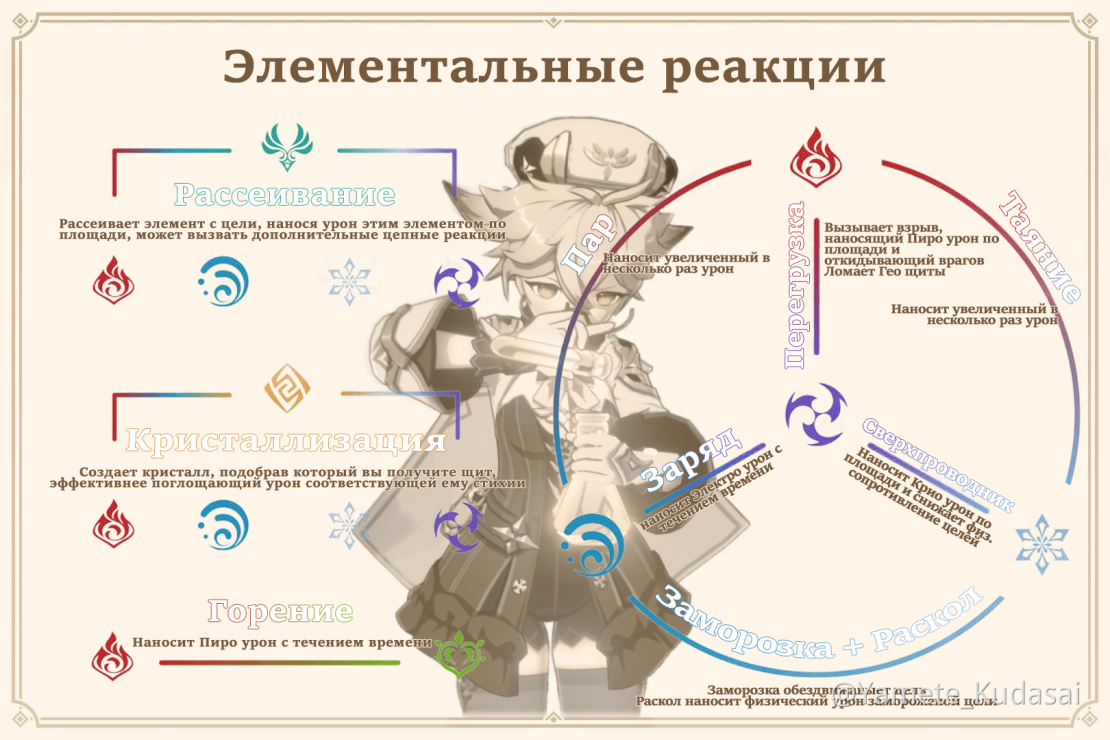 Элементальные реакции
Рассеивание
Рассеивает элемент с цели, нанося урон этим элементом по
площади, может вызвать дополнительные цепные реакции
Кристаллизация
Создает кристалл, подобрав который вы получите щит,
эффективнее поглощающий урон соответствующей ему стихии
Горение
Наносит Пиро урон с течением времени
Пар
Наносит увеличенный в
несколько раз урон
Перегрузка
Вызывает взрыв,
наносящий Пиро урон по
площади и
откидывающий врагов
Ломает Гео щиты
Таяние
Наносит увеличенный в
несколько раз урон
Заряд
наносит Электро урон с
течением времени
Сверхпроводник
Наносит Крио урон по
площади и снижает физ.
сопротивление целей
Заморозка + Раскол
Заморозка обездвиживает цель
Раскол наносит физический урон замороженой цели
@Yamete_Kudasai